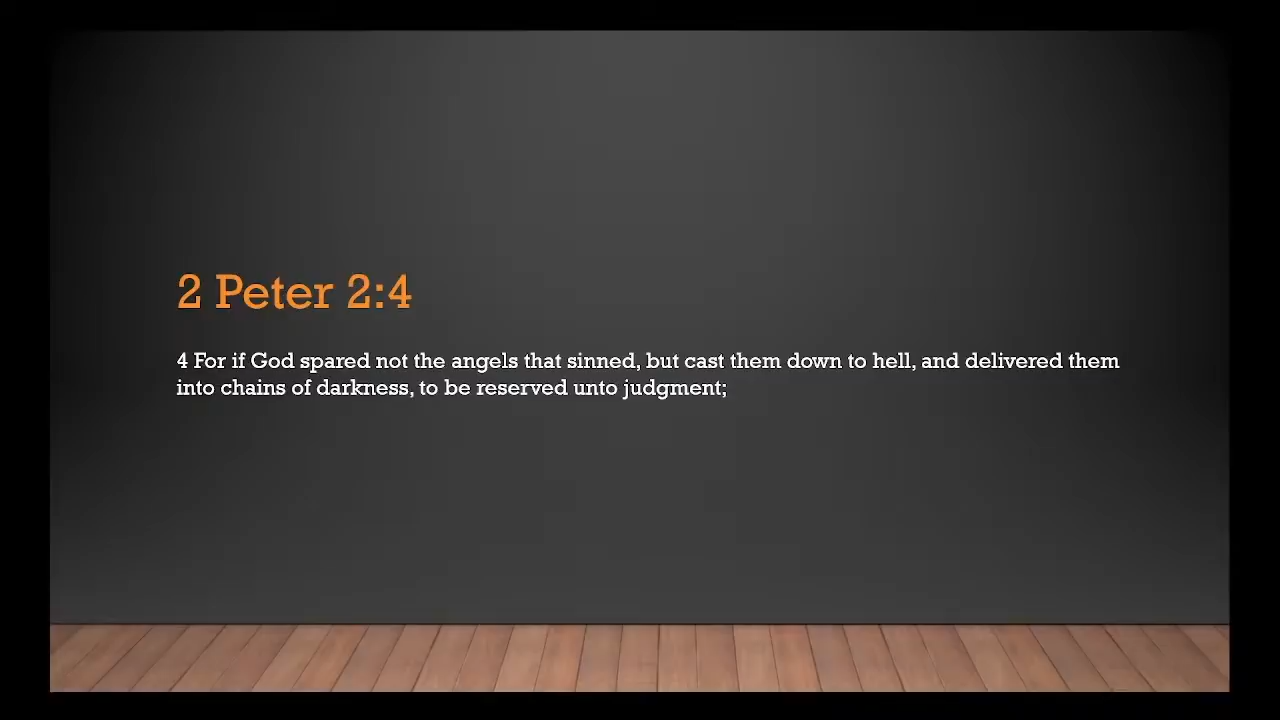 2 Peter 2:4
4 For if God spared not the angels that sinned, but cast them down to hell, and delivered them
into chains of darkness, to be reserved unto judgment;